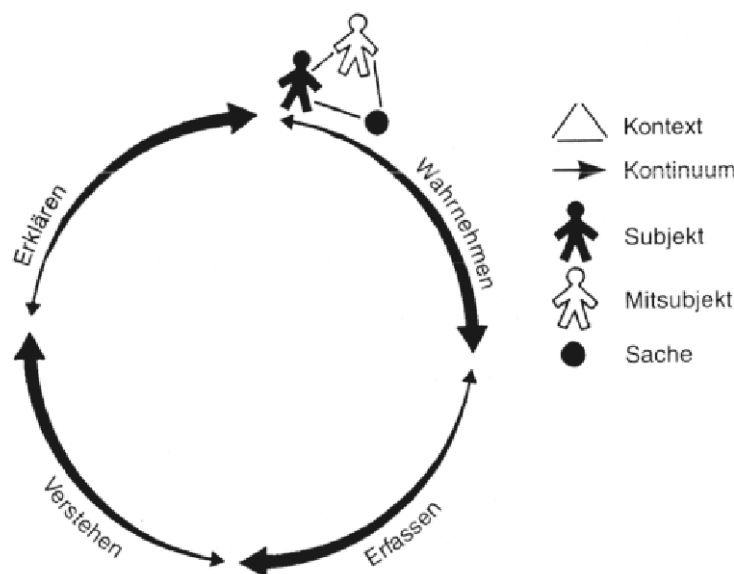 Wahrnehmen
Erfassen
Verstehen
Erklären
Kontext
Kontinuum
Subjekt
Mitsubjekt
Sache